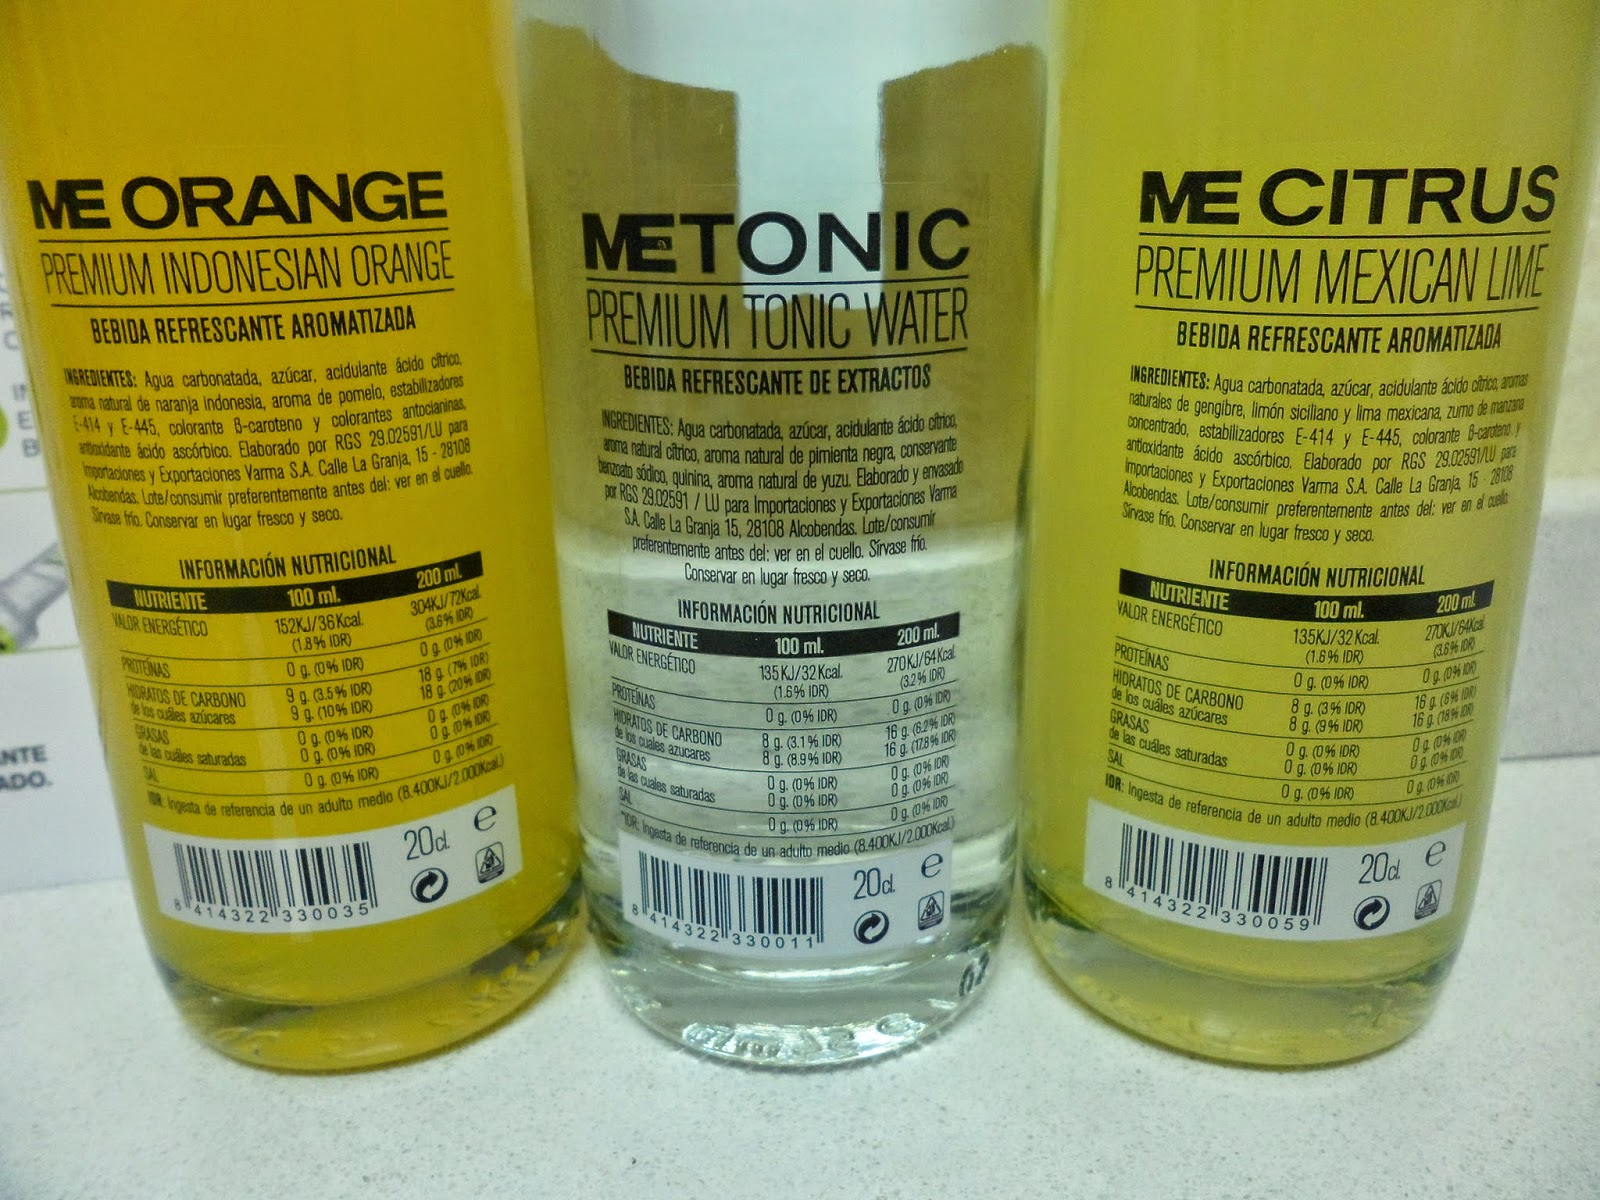 ME ORANGE
PREMIUM INDONESIAN ORANGE
BEBIDA REFRESCANTE AROMATIZADA
INGREDIENTES: Agua carbonatada, azúcar, acidulante ácido cítrico,
aroma natural de naranja indonesia, aroma de pomelo, estabilizadores
E-414 y E-445, colorante B-caroteno y colorantes antocianinas,
antioxidante ácido ascórbico. Elaborado por RGS 29.02591/LU para
Importaciones y Exportaciones Varma S.A. Calle La Granja, 15 - 28108
Alcobendas. Lote/consumir preferentemente antes del: ver en el cuello.
Sírvase frío. Conservar en lugar fresco y seco.
INFORMACIÓN NUTRICIONAL
NUTRIENTE 100 ml. 200 ml.
VALOR ENERGÉTICO 152KJ/36Kcal. 304KJ/72Kcal.
(1.8% IDR) (3.6% IDR)
PROTEÍNAS 0 g. (0% IDR) 0 g. (0% IDR)
HIDRATOS DE CARBONO 9 g. (3.5% IDR) 18 g. (7% IDR)
de los cuáles azúcares 9 g. (10% IDR) 18 g. (20% IDR)
GRASAS 0 g. (0% IDR) 0 g. (0% IDR)
de las cuáles saturadas 0 g. (0% IDR) 0 g. (0% IDR)
SAL 0 g. (0% IDR) 0 g. (0% IDR)
IDR: Ingesta de referencia de un adulto medio (8.400KJ/2.000Kcal.)
20cl. e
8 414322 330035
METONIC
PREMIUM TONIC WATER
BEBIDA REFRESCANTE DE EXTRACTOS
INGREDIENTES: Agua carbonatada, azúcar, acidulante ácido cítrico,
aroma natural cítrico, aroma natural de pimienta negra, conservante
benzoato sódico, quinina, aroma natural de yuzu. Elaborado y envasado
por RGS 29.02591 / LU para Importaciones y Exportaciones Varma
S.A. Calle La Granja 15, 28108 Alcobendas. Lote/consumir
preferentemente antes del: ver en el cuello. Sírvase frío.
Conservar en lugar fresco y seco.
INFORMACIÓN NUTRICIONAL
NUTRIENTE 100 ml. 200 ml.
VALOR ENERGÉTICO 135KJ/32Kcal. 270KJ/64Kcal.
(1.6% IDR) (3.2% IDR)
PROTEÍNAS 0 g. (0% IDR) 0 g. (0% IDR)
HIDRATOS DE CARBONO 8 g. (3.1% IDR) 16 g. (6.2% IDR)
de los cuales azucares 8 g. (8.9% IDR) 16 g. (17.8% IDR)
GRASAS 0 g. (0% IDR) 0 g. (0% IDR)
de las cuales saturadas 0 g. (0% IDR) 0 g. (0% IDR)
SAL 0 g. (0% IDR) 0 g. (0% IDR)
*IDR: Ingesta de referencia de un adulto medio (8.400KJ/2.000Kcal.)
20cl. e
8 414322 330011
ME CITRUS
PREMIUM MEXICAN LIME
BEBIDA REFRESCANTE AROMATIZADA
INGREDIENTES: Agua carbonatada, azúcar, acidulante ácido cítrico, aromas
naturales de gengibre, limón siciliano y lima mexicana, zumo de manzana
concentrado, estabilizadores E-414 y E-445, colorante B-caroteno y
antioxidante ácido ascórbico. Elaborado por RGS 29.02591/LU para
Importaciones y Exportaciones Varma S.A. Calle La Granja, 15 - 28108
Alcobendas. Lote/consumir preferentemente antes del: ver en el cuello.
Sírvase frío. Conservar en lugar fresco y seco.
INFORMACIÓN NUTRICIONAL
NUTRIENTE 100 ml. 200 ml.
VALOR ENERGÉTICO 135KJ/32Kcal. 270KJ/64Kcal.
(1.6% IDR) (3.6% IDR)
PROTEÍNAS 0 g. (0% IDR) 0 g. (0% IDR)
HIDRATOS DE CARBONO 8 g. (3% IDR) 16 g. (6% IDR)
de los cuáles azúcares 8 g. (9% IDR) 16 g. (18% IDR)
GRASAS 0 g. (0% IDR) 0 g. (0% IDR)
de las cuáles saturadas 0 g. (0% IDR) 0 g. (0% IDR)
SAL 0 g. (0% IDR) 0 g. (0% IDR)
IDR: Ingesta de referencia de un adulto medio (8.400KJ/2.000Kcal.)
20cl. e
8 414322 330059